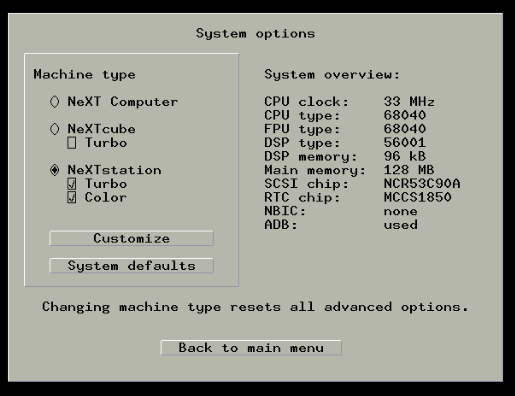 System options
Machine type
NeXT Computer
NeXTcube
Turbo
NeXTstation
Turbo
Color
Customize
System defaults
System overview:
CPU clock: 33 MHz
CPU type: 68040
FPU type: 68040
DSP type: 56001
DSP memory: 96 kB
Main memory: 128 MB
SCSI chip: NCR53C90A
RTC chip: MCCS1850
NBIC: none
ADB: used
Changing machine type resets all advanced options.
Back to main menu